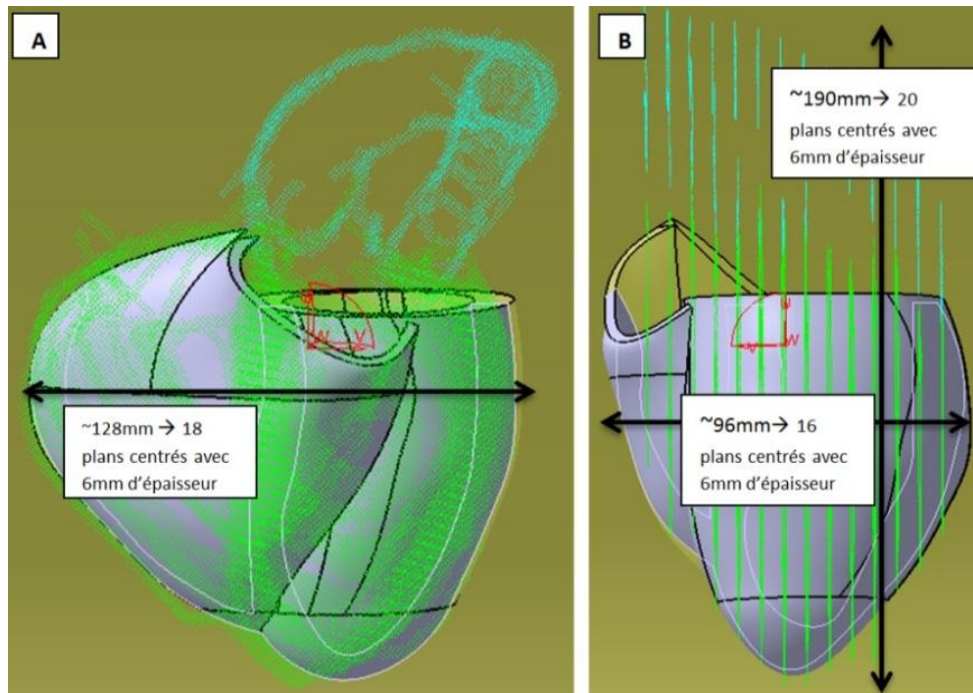 A
~128mm→ 18
plans centrés avec
6mm d'épaisseur
B
~190mm→ 20
plans centrés avec
6mm d'épaisseur
~96mm→ 16
plans centrés avec
6mm d'épaisseur